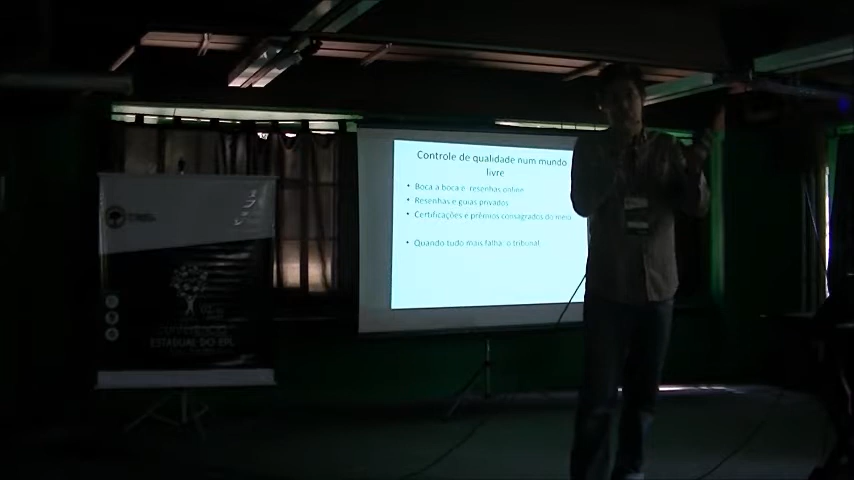 Controle de qualidade num mundo
livre
• Boca a boca e resenhas online
• Resenhas e guias privados
• Certificações e prêmios consagrados do meio
• Quando tudo mais falha: o tribunal
ESTADUAL DO EPL